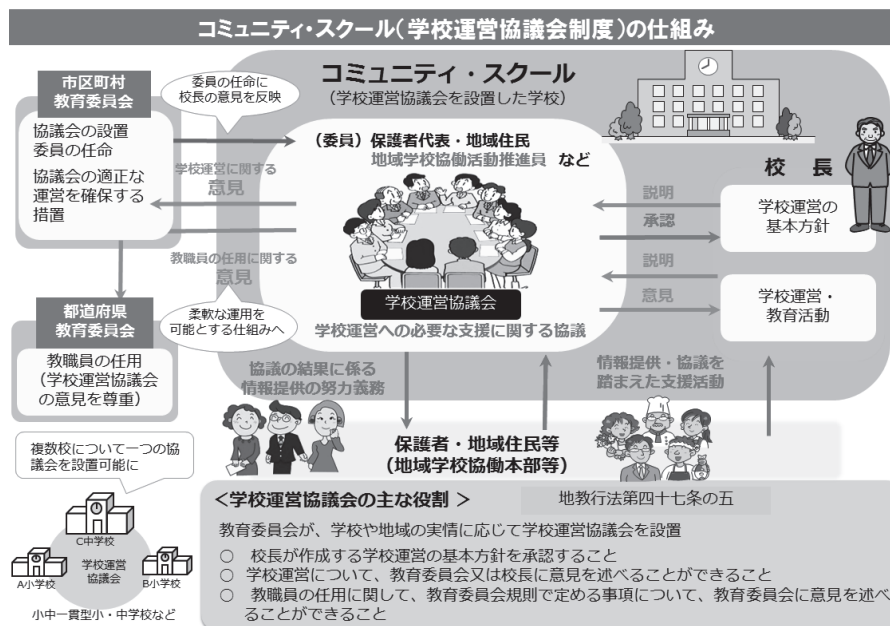 コミュニティ・スクール(学校運営協議会制度)の仕組み
市区町村
教育委員会
協議会の設置
委員の任命
協議会の適正な
運営を確保する
措置
委員の任命に
校長の意見を反映
コミュニティ・スクール
(学校運営協議会を設置した学校)
(委員)保護者代表・地域住民
地域学校協働活動推進員 など
学校運営に関する
意見
教職員の任用に関する
意見
柔軟な運用を
可能とする仕組みへ
学校運営協議会
学校運営への必要な支援に関する協議
校 長
説明
承認
学校運営の
基本方針
説明
意見
学校運営・
教育活動
都道府県
教育委員会
教職員の任用
(学校運営協議会
の意見を尊重)
協議の結果に係る
情報提供の努力義務
情報提供・協議を
踏まえた支援活動
保護者・地域住民等
(地域学校協働本部等)
複数校について一つの協
議会を設置可能に
C中学校
学校運営
協議会
A小学校
B小学校
小中一貫型小・中学校など
<学校運営協議会の主な役割 >
地教行法第四十七条の五
教育委員会が、学校や地域の実情に応じて学校運営協議会を設置
○ 校長が作成する学校運営の基本方針を承認すること
○ 学校運営について、教育委員会又は校長に意見を述べることができること
○ 教職員の任用に関して、教育委員会規則で定める事項について、教育委員会に意見を述べ
ることができること